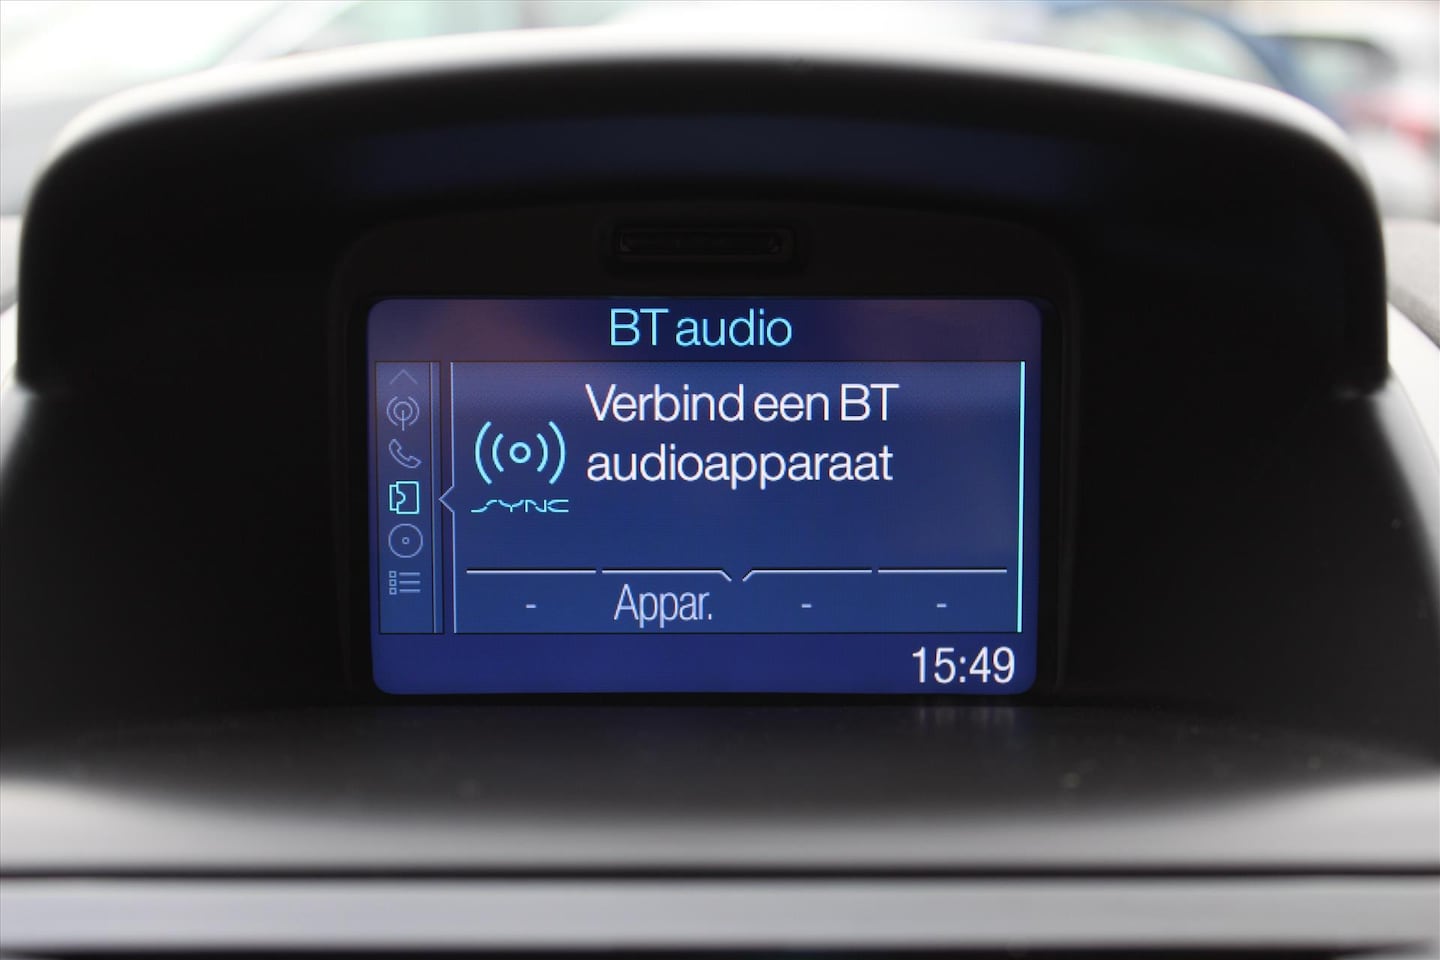 BT audio
Verbind een BT
audioapparaat
SYNC
- Appar. - -
15:49